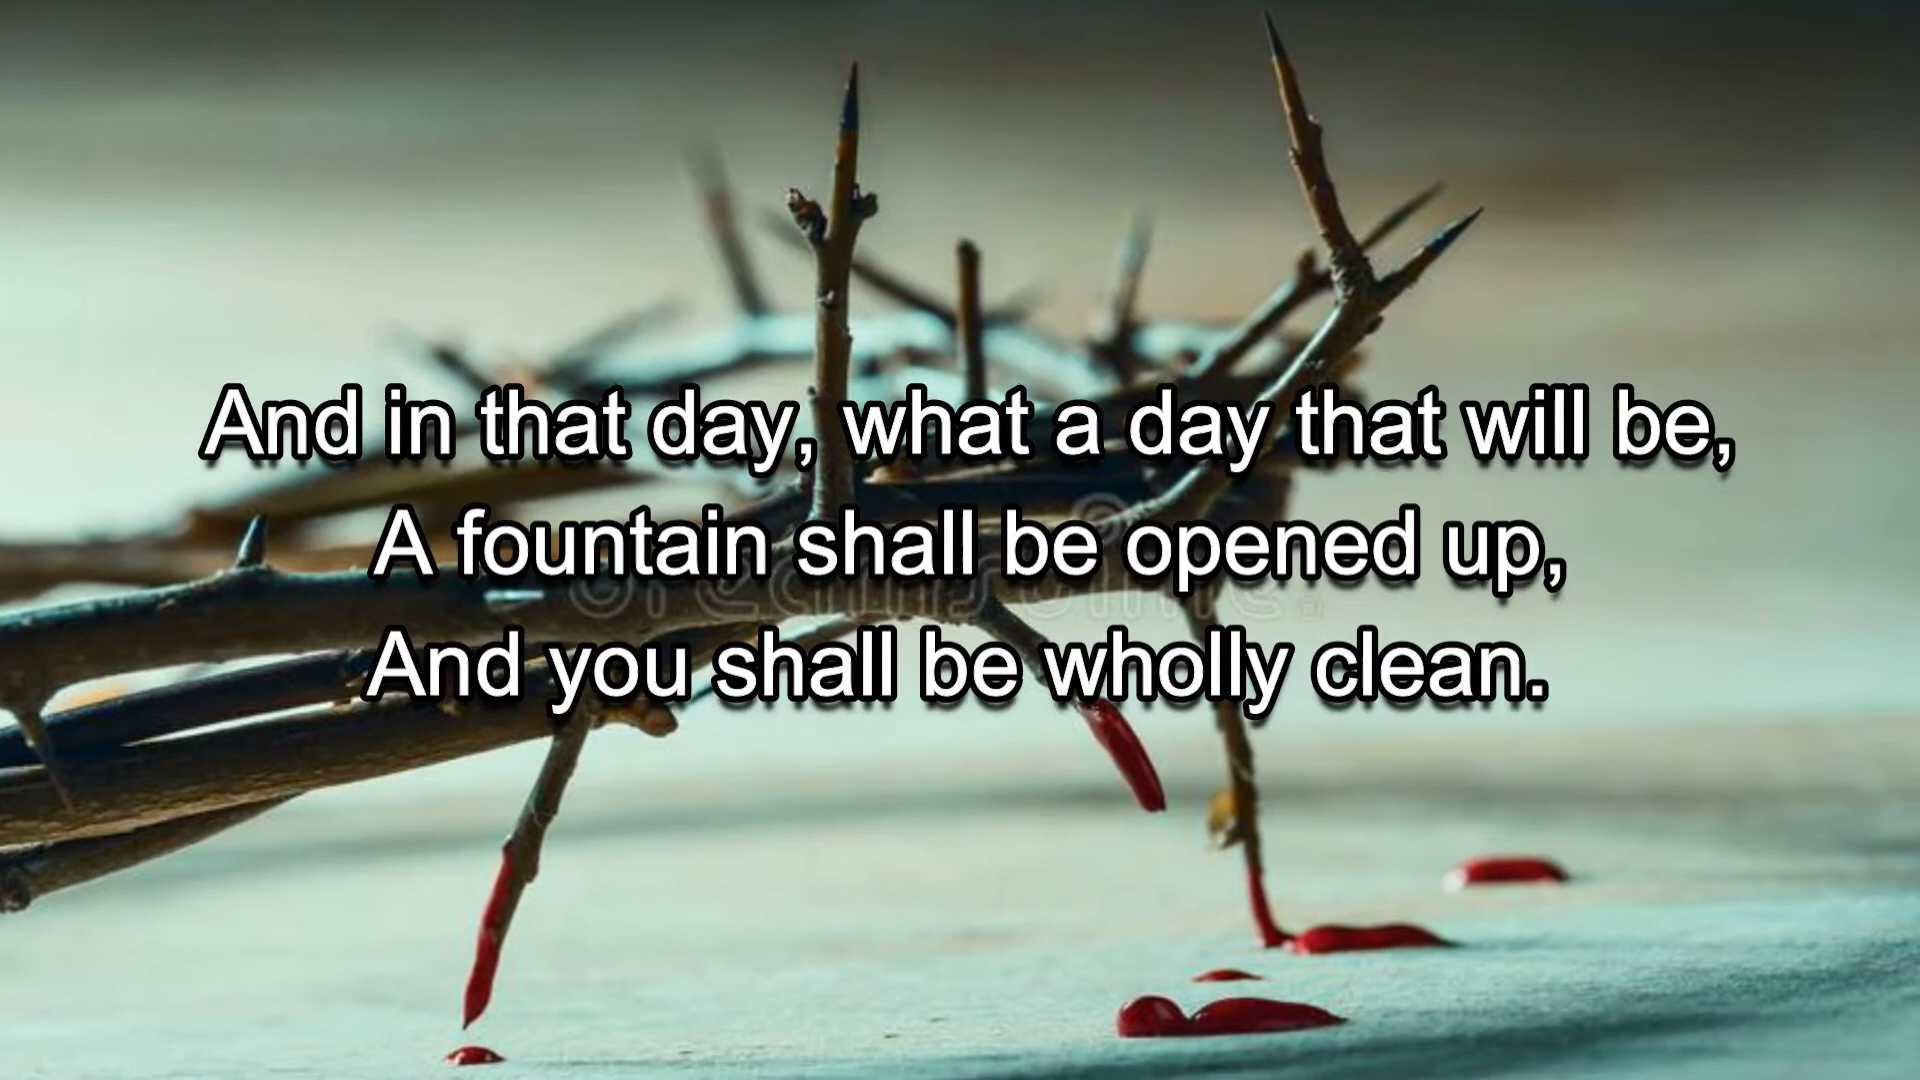 And in that day, what a day that will be,
A fountain shall be opened up,
And you shall be wholly clean.
dreamstime.